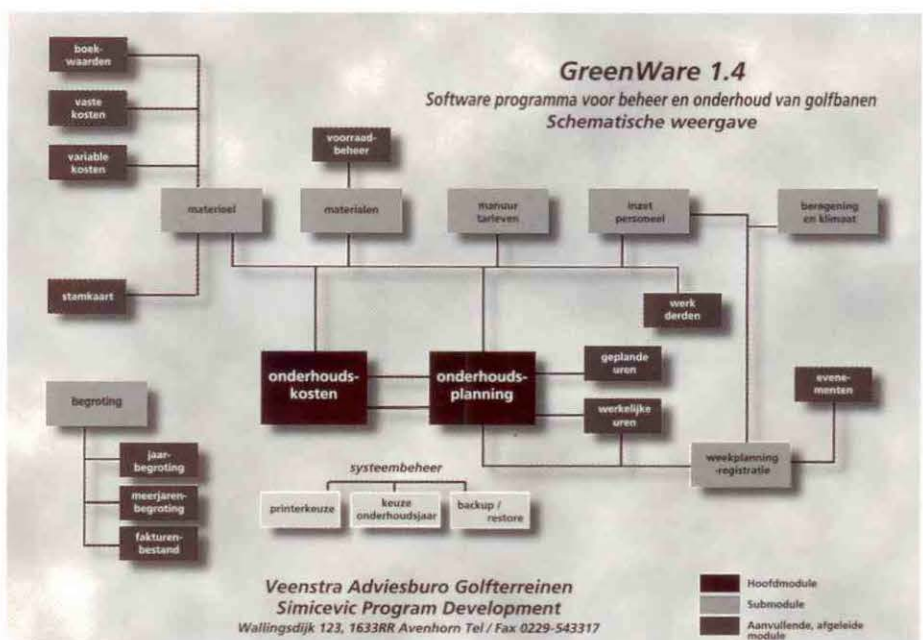 GreenWare 1.4
Software programma voor beheer en onderhoud van golfbanen
Schematische weergave
boek-
waarden
vaste
kosten
variable
kosten
voorraad-
beheer
materieel
materialen
manuur
tarieven
inzet
personeel
beregening
en klimaat
stamkaart
werk
derden
onderhouds-
kosten
onderhouds-
planning
geplande
uren
werkelijke
uren
evene-
menten
begroting
jaar-
begroting
meerjaren-
begroting
fakturen-
bestand
weekplanning
-registratie
systeembeheer
printerkeuze
keuze
onderhoudsjaar
backup /
restore
Veenstra Adviesburo Golfterreinen
Simicevic Program Development
Wallingsdijk 123, 1633RR Avenhorn Tel / Fax 0229-543317
Hoofdmodule
Submodule
Aanvullende, afgeleide
module